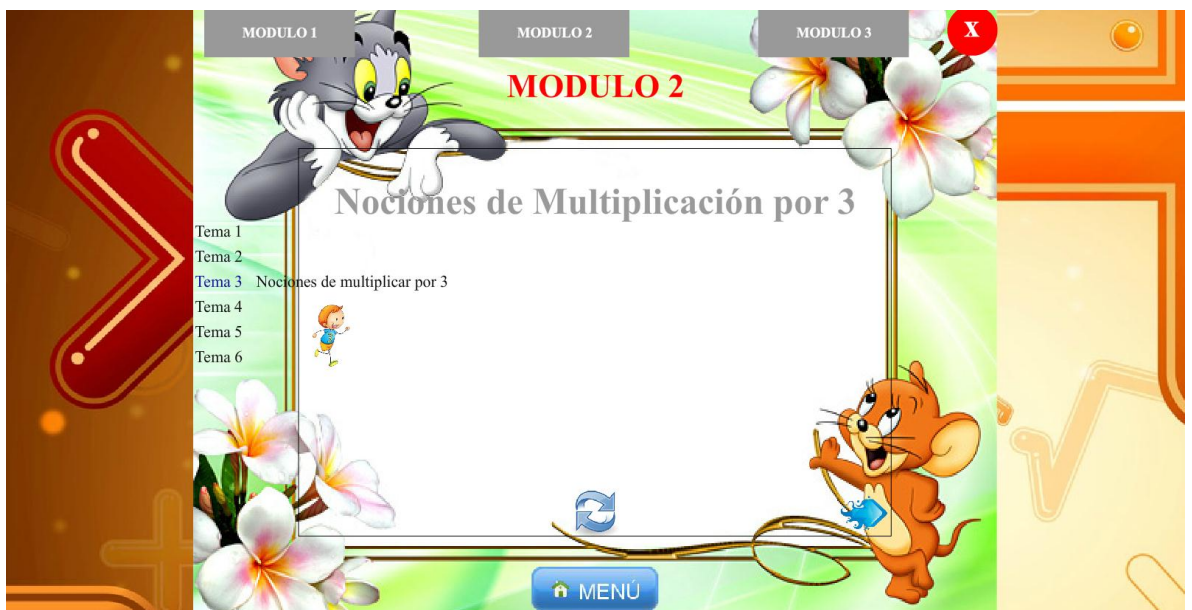 MODULO 1
MODULO 2
MODULO 3
X
MODULO 2
Nociones de Multiplicación por 3
Tema 1
Tema 2
Tema 3 Nociones de multiplicar por 3
Tema 4
Tema 5
Tema 6
MENÚ